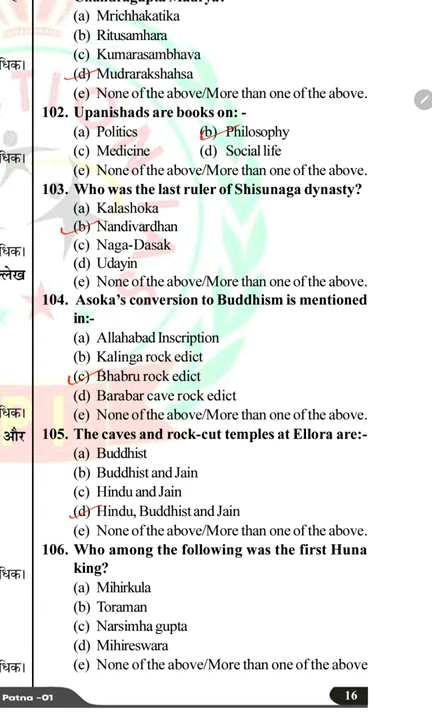 (a) Mrichhakatika
(b) Ritusamhara
(c) Kumarasambhava
धिक।
(d) Mudrarakshahsa
(e) None of the above/More than one of the above.
102. Upanishads are books on: -
(a) Politics (b) Philosophy
धिक।
(c) Medicine (d) Social life
(e) None of the above/More than one of the above.
103. Who was the last ruler of Shisunaga dynasty?
(a) Kalashoka
(b) Nandivardhan
धिक।
(c) Naga-Dasak
(d) Udayin
ल्लेख
(e) None of the above/More than one of the above.
104. Asoka's conversion to Buddhism is mentioned
in:-
(a) Allahabad Inscription
(b) Kalinga rock edict
(c) Bhabru rock edict
(d) Barabar cave rock edict
धिक।
(e) None of the above/More than one of the above.
और
105. The caves and rock-cut temples at Ellora are:-
(a) Buddhist
(b) Buddhist and Jain
(c) Hindu and Jain
(d) Hindu, Buddhist and Jain
(e) None of the above/More than one of the above.
106. Who among the following was the first Huna
धिक।
king?
(a) Mihirkula
(b) Toraman
(c) Narsimha gupta
(d) Mihireswara
धिक।
(e) None of the above/More than one of the above
Patna -01
16